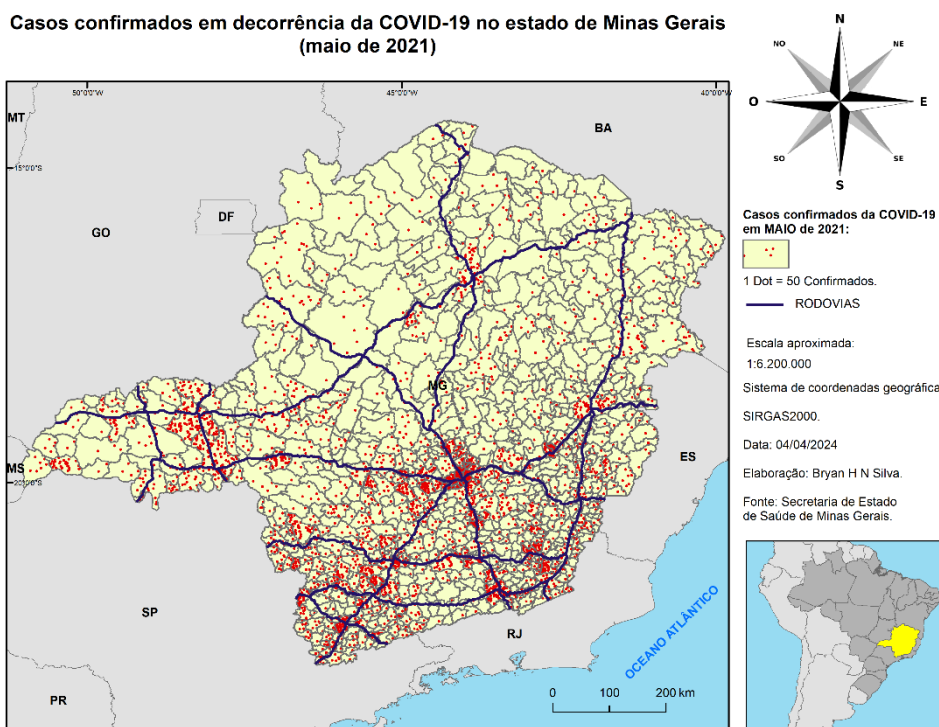 Casos confirmados em decorrência da COVID-19 no estado de Minas Gerais
(maio de 2021)
50°0'0"W
45°0'0"W
40°0'0"W
MT
BA
15°0'0"S
DF
GO
MG
ES
MS
20°0'0"S
SP
RJ
PR
OCEANO ATLÂNTICO
0 100 200 km
N
NO
NE
O
E
SO
SE
S
Casos confirmados da COVID-19
em MAIO de 2021:
1 Dot = 50 Confirmados.
RODOVIAS
Escala aproximada:
1:6.200.000
Sistema de coordenadas geográfica
SIRGAS2000.
Data: 04/04/2024
Elaboração: Bryan H N Silva.
Fonte: Secretaria de Estado
de Saúde de Minas Gerais.